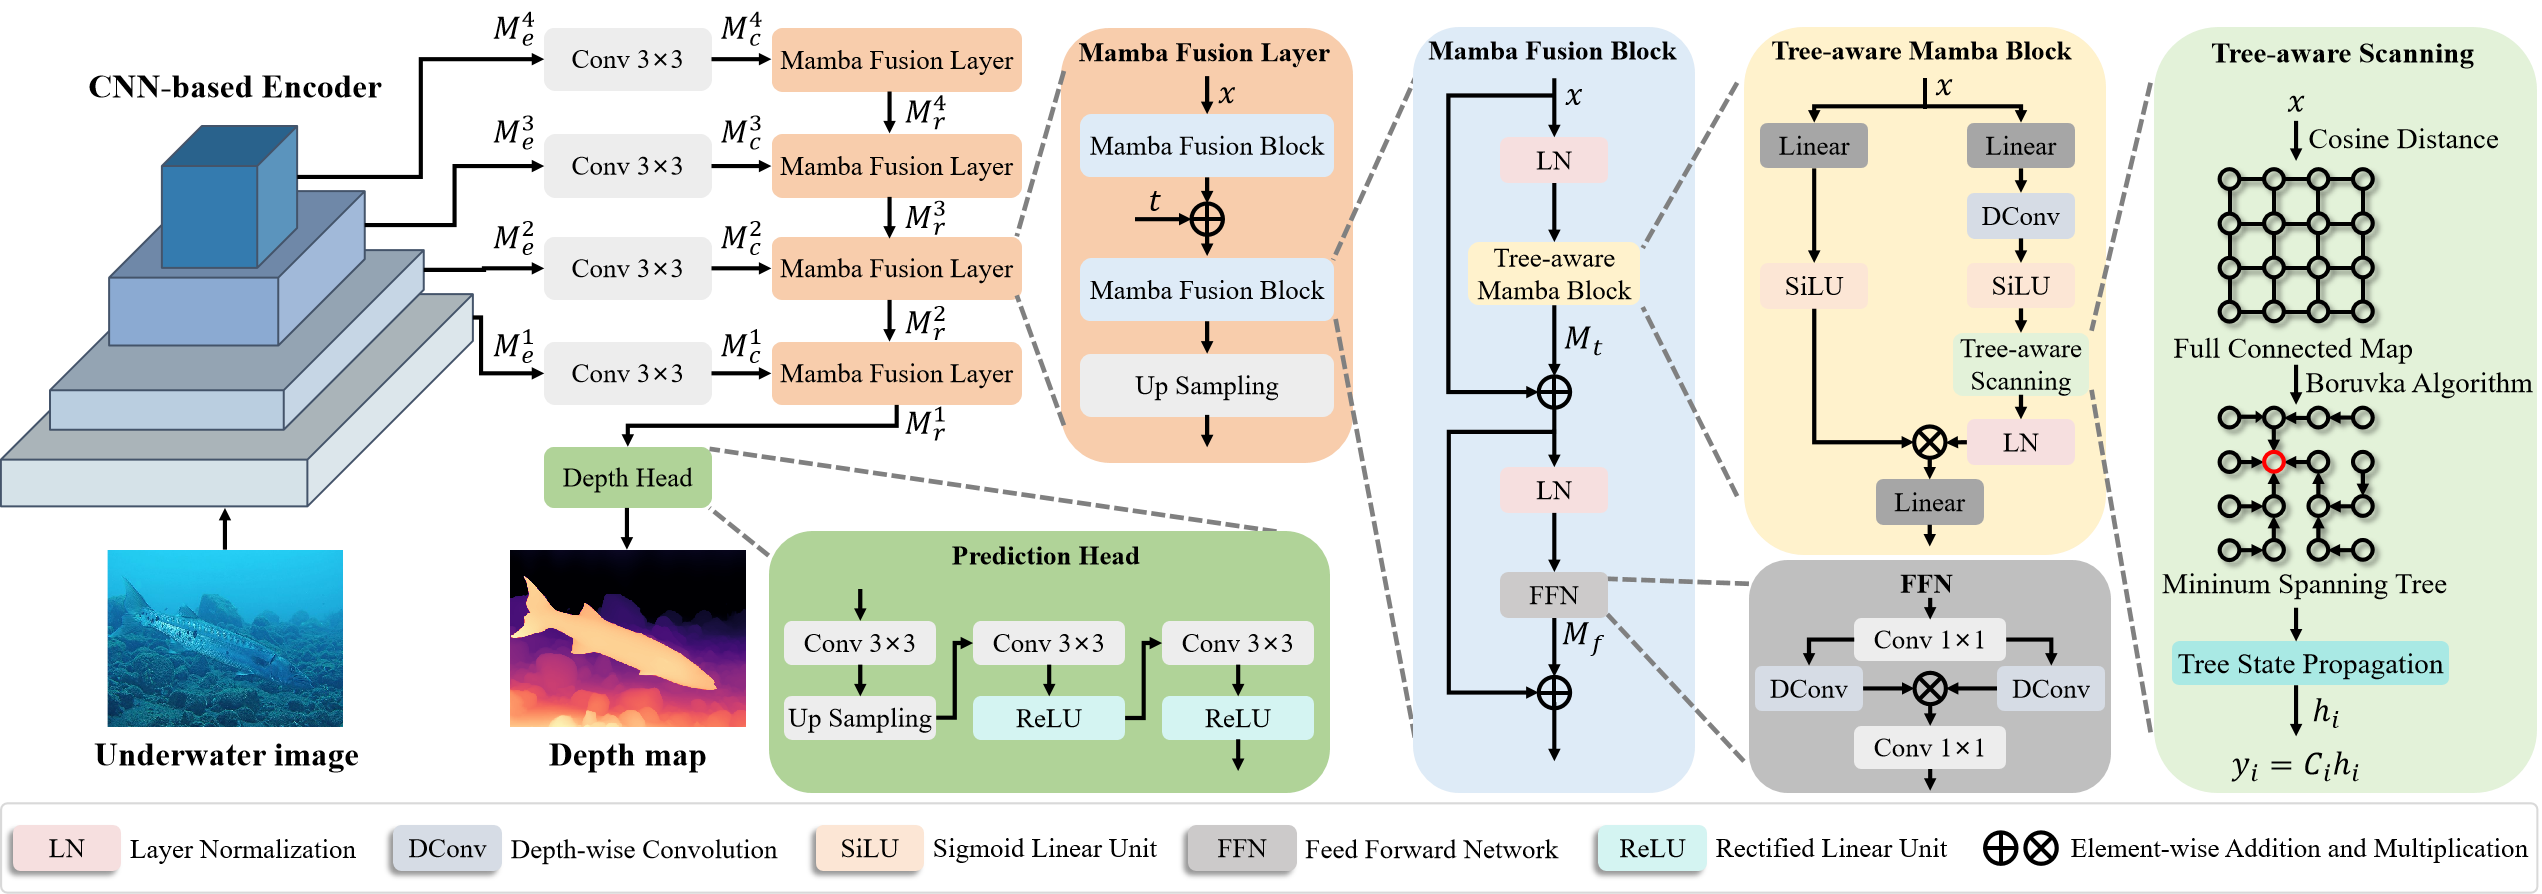 CNN-based Encoder
Underwater image
M_e^4
Conv 3×3
M_c^4
Mamba Fusion Layer
M_r^4
M_e^3
Conv 3×3
M_c^3
Mamba Fusion Layer
M_r^3
M_e^2
Conv 3×3
M_c^2
Mamba Fusion Layer
M_r^2
M_e^1
Conv 3×3
M_c^1
Mamba Fusion Layer
M_r^1
Depth Head
Depth map
Prediction Head
Conv 3×3
Up Sampling
Conv 3×3
ReLU
Conv 3×3
ReLU
Mamba Fusion Layer
x
Mamba Fusion Block
t
Mamba Fusion Block
Up Sampling
Mamba Fusion Block
x
LN
Tree-aware
Mamba Block
M_t
LN
FFN
M_f
Tree-aware Mamba Block
x
Linear
SiLU
Linear
DConv
SiLU
Tree-aware
Scanning
LN
Linear
FFN
Conv 1×1
DConv
DConv
Conv 1×1
Tree-aware Scanning
x
Cosine Distance
Full Connected Map
Boruvka Algorithm
Mininum Spanning Tree
Tree State Propagation
h_i
y_i = C_i h_i
LN Layer Normalization
DConv Depth-wise Convolution
SiLU Sigmoid Linear Unit
FFN Feed Forward Network
ReLU Rectified Linear Unit
⊕⊗ Element-wise Addition and Multiplication